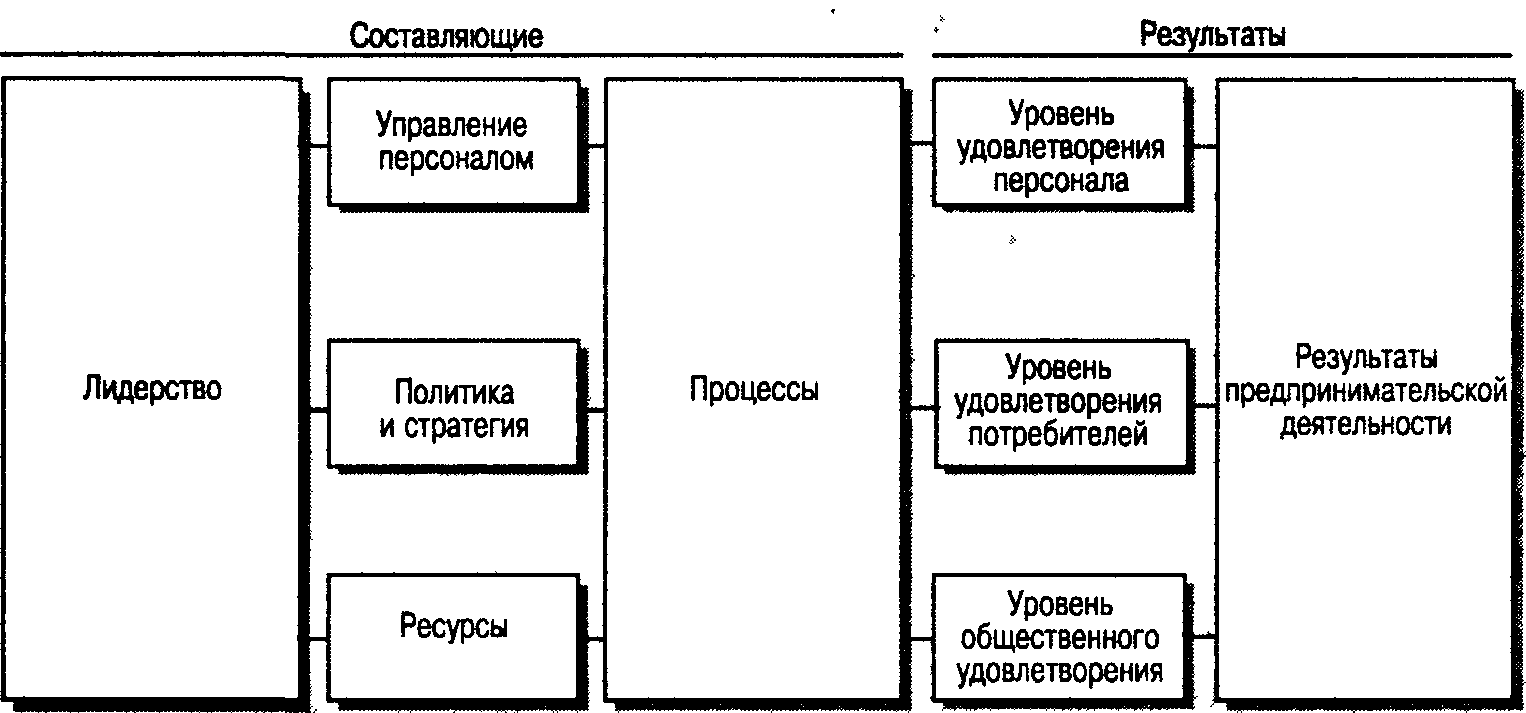 Составляющие
Результаты
Лидерство
Управление
персоналом
Политика
и стратегия
Ресурсы
Процессы
Уровень
удовлетворения
персонала
Уровень
удовлетворения
потребителей
Уровень
общественного
удовлетворения
Результаты
предпринимательской
деятельности